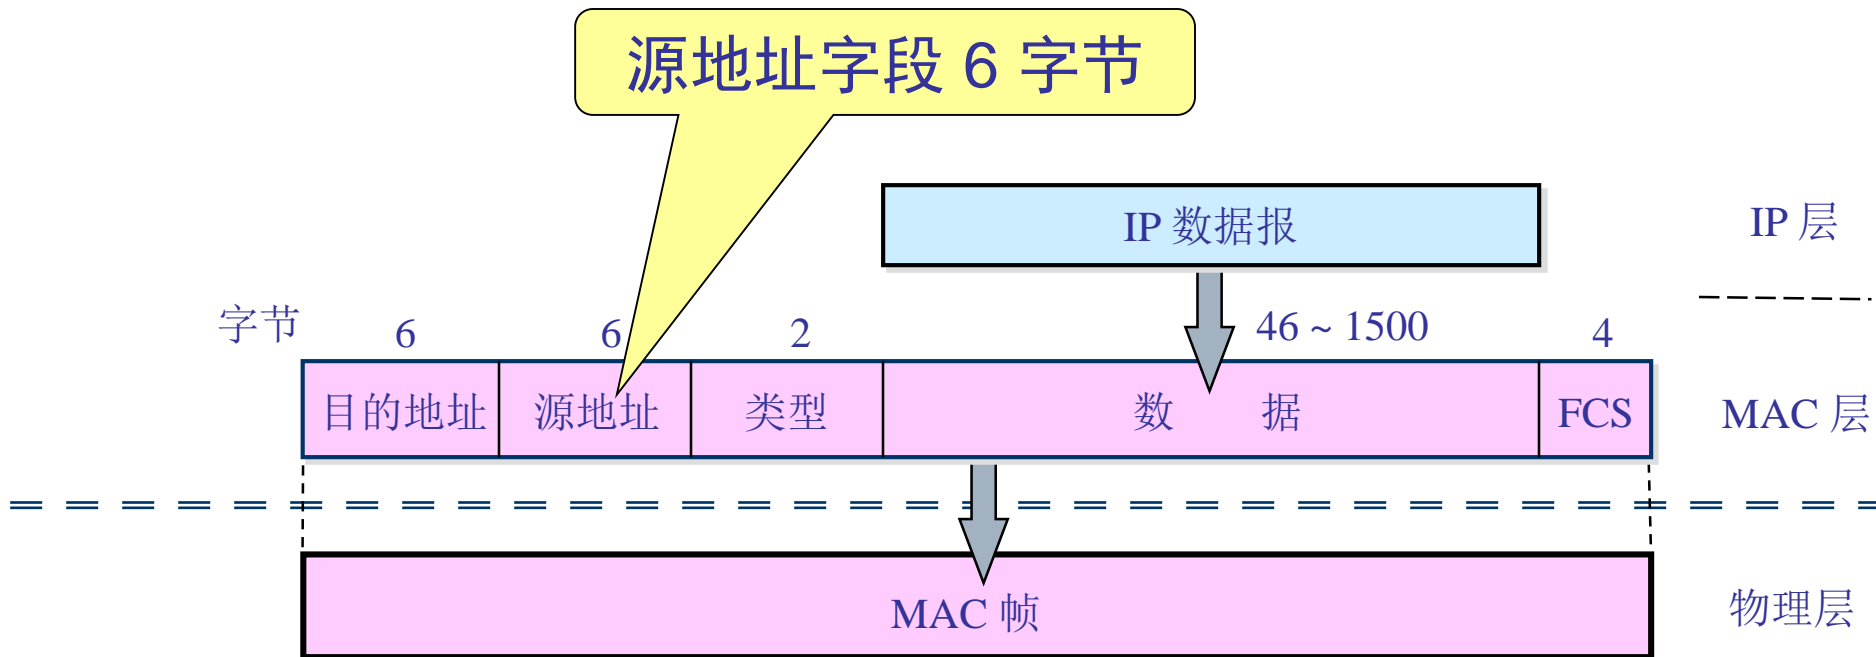 源地址字段 6 字节
IP 数据报
IP 层
字节
6
6
2
46 ~ 1500
4
目的地址
源地址
类型
数 据
FCS
MAC 层
MAC 帧
物理层